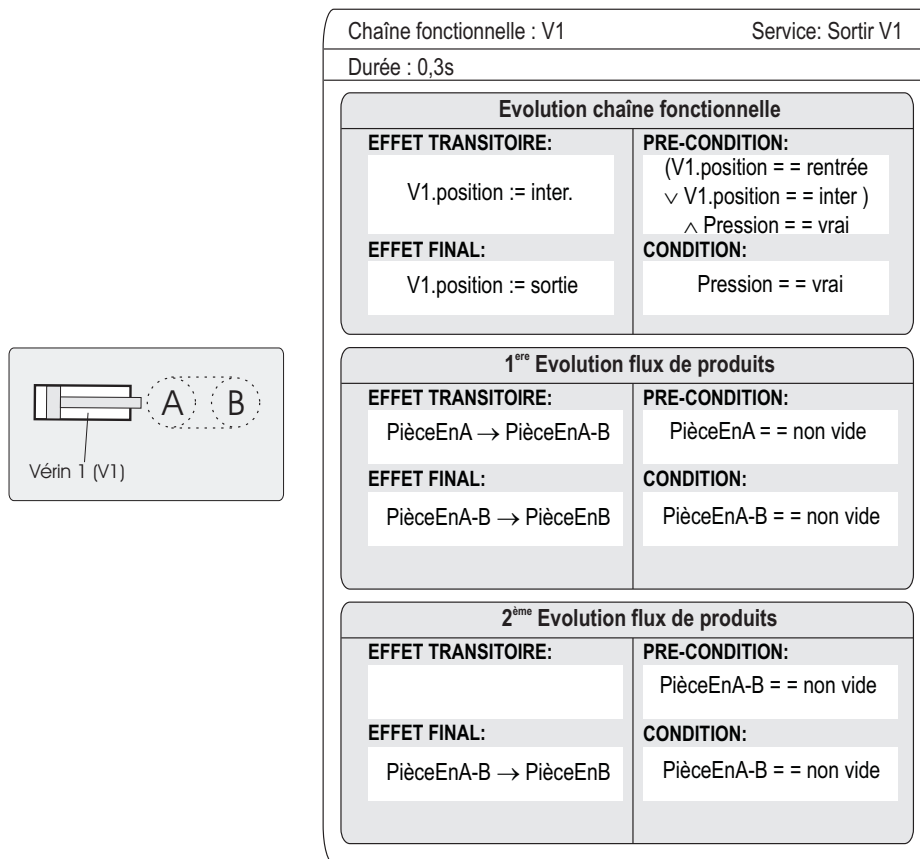 Chaîne fonctionnelle : V1 Service: Sortir V1
Durée : 0,3s
Evolution chaîne fonctionnelle
EFFET TRANSITOIRE:
V1.position := inter.
PRE-CONDITION:
(V1.position = = rentrée
∨ V1.position = = inter )
∧ Pression = = vrai
EFFET FINAL:
V1.position := sortie
CONDITION:
Pression = = vrai
1ere Evolution flux de produits
EFFET TRANSITOIRE:
PièceEnA → PièceEnA-B
PRE-CONDITION:
PièceEnA = = non vide
EFFET FINAL:
PièceEnA-B → PièceEnB
CONDITION:
PièceEnA-B = = non vide
2ème Evolution flux de produits
EFFET TRANSITOIRE:
PRE-CONDITION:
PièceEnA-B = = non vide
EFFET FINAL:
PièceEnA-B → PièceEnB
CONDITION:
PièceEnA-B = = non vide
A B
Vérin 1 (V1)